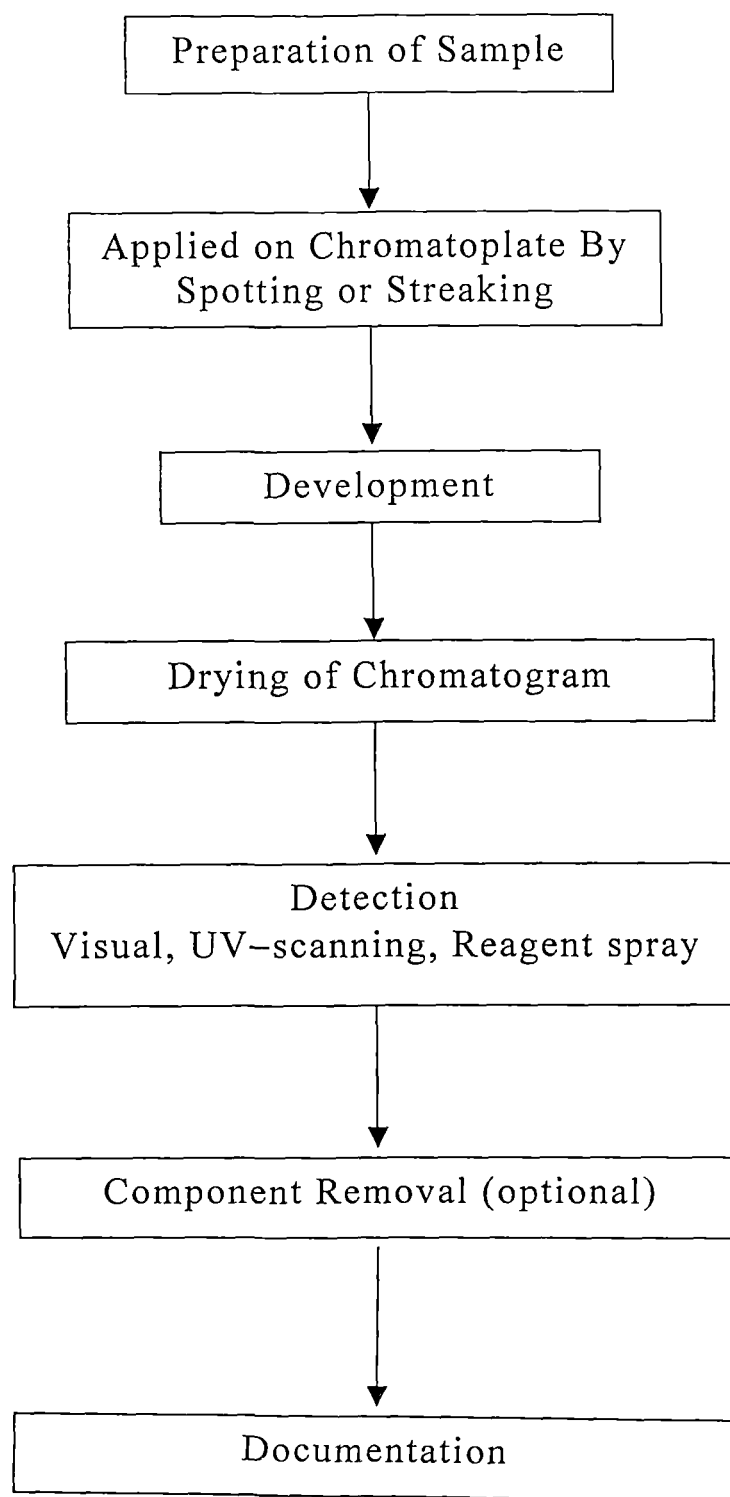 Preparation of Sample
Applied on Chromatoplate By
Spotting or Streaking
Development
Drying of Chromatogram
Detection
Visual, UV–scanning, Reagent spray
Component Removal (optional)
Documentation